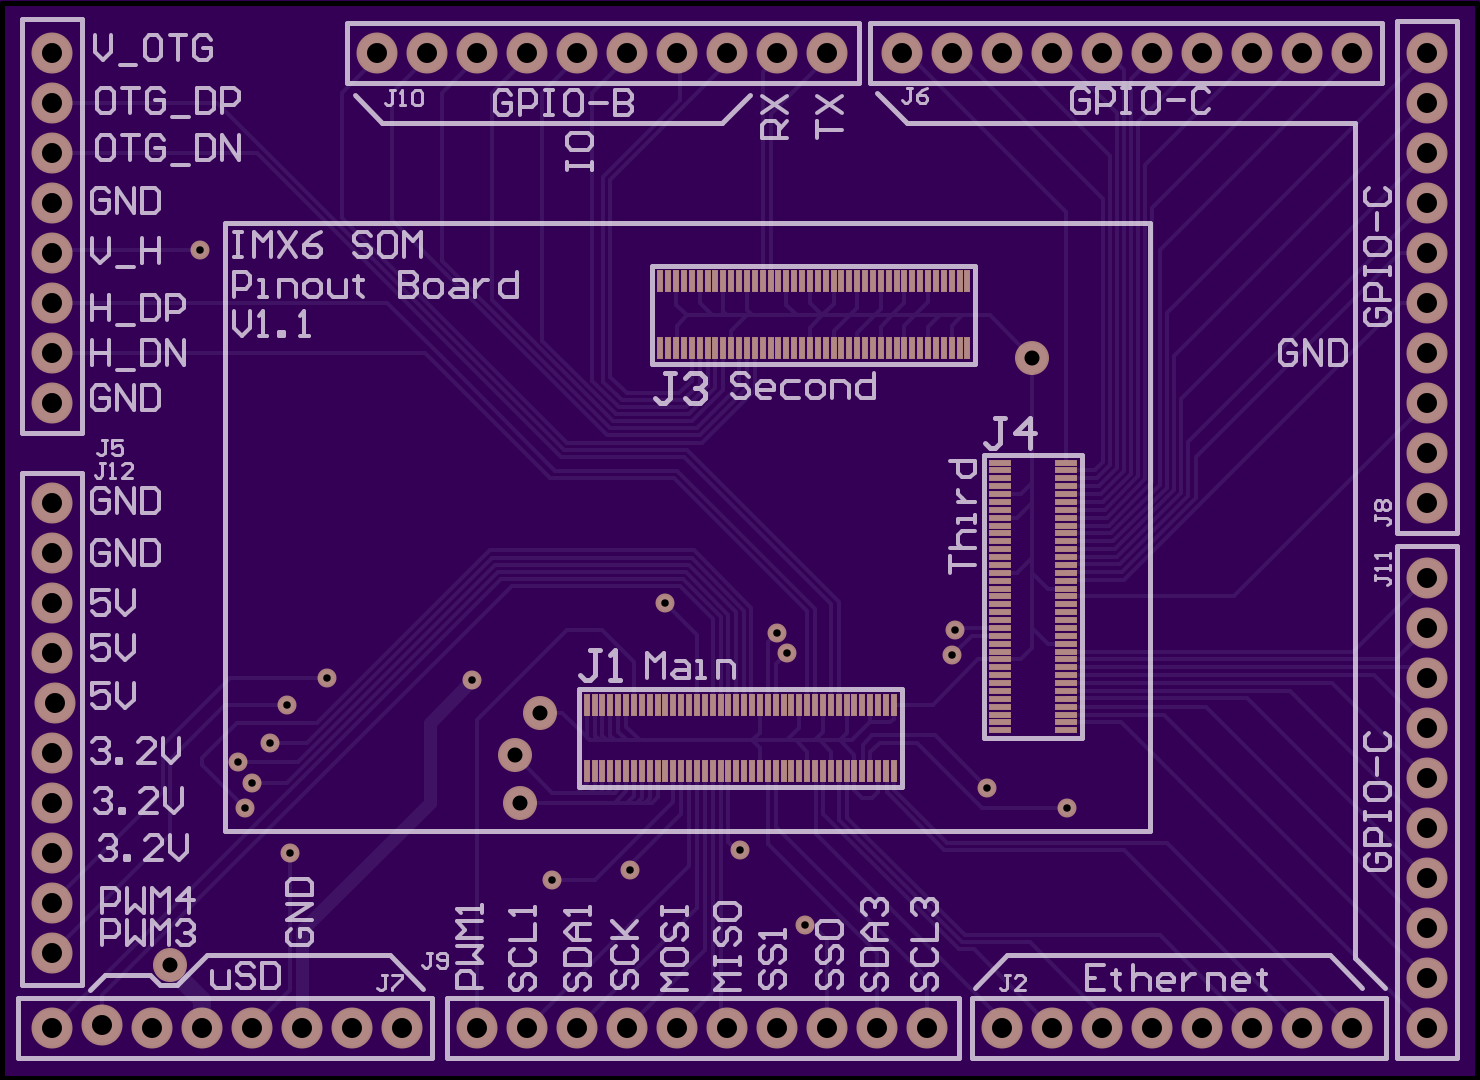 V_OTG
OTG_DP
OTG_DN
GND
V_H
H_DP
H_DN
GND
J5
J12
GND
GND
5V
5V
5V
3.2V
3.2V
3.2V
PWM4
PWM3
J10
GPIO-B
IO
RX
TX
J6
GPIO-C
GPIO-C
GND
J8
J11
GPIO-C
IMX6 SOM
Pinout Board
V1.1
J3 Second
J4
Third
J1 Main
GND
uSD
J7
J9
PWM1
SCL1
SDA1
SCK
MOSI
MISO
SS1
SS0
SDA3
SCL3
J2
Ethernet